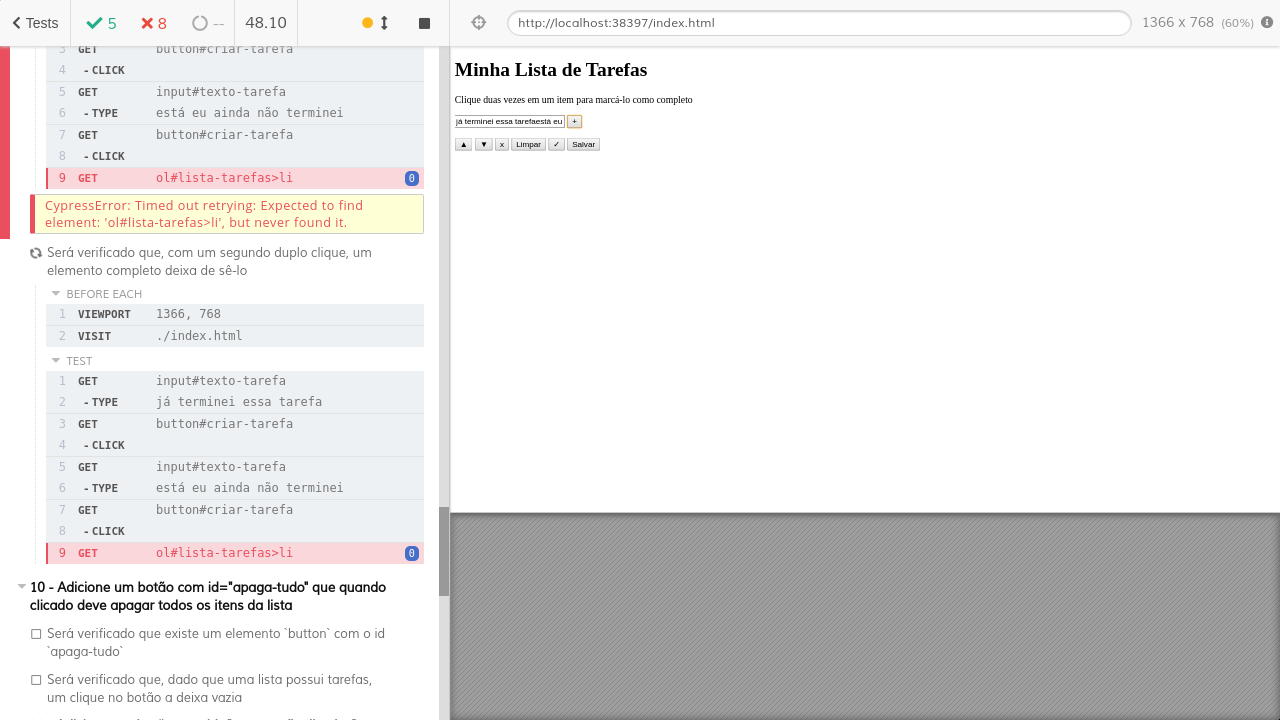 Tests 5 8 -- 48.10
http://localhost:38397/index.html 1366 x 768 (60%)
3 GET button#criar-tarefa
4 - CLICK
5 GET input#texto-tarefa
6 - TYPE está eu ainda não terminei
7 GET button#criar-tarefa
8 - CLICK
9 GET ol#lista-tarefas>li 0
CypressError: Timed out retrying: Expected to find
element: 'ol#lista-tarefas>li', but never found it.
Será verificado que, com um segundo duplo clique, um
elemento completo deixa de sê-lo
BEFORE EACH
1 VIEWPORT 1366, 768
2 VISIT ./index.html
TEST
1 GET input#texto-tarefa
2 - TYPE já terminei essa tarefa
3 GET button#criar-tarefa
4 - CLICK
5 GET input#texto-tarefa
6 - TYPE está eu ainda não terminei
7 GET button#criar-tarefa
8 - CLICK
9 GET ol#lista-tarefas>li 0
10 - Adicione um botão com id="apaga-tudo" que quando
clicado deve apagar todos os itens da lista
Será verificado que existe um elemento `button` com o id
`apaga-tudo`
Será verificado que, dado que uma lista possui tarefas,
um clique no botão a deixa vazia
Minha Lista de Tarefas
Clique duas vezes em um item para marcá-lo como completo
já terminei essa tarefaestá eu +
▲ ▼ x Limpar ✓ Salvar